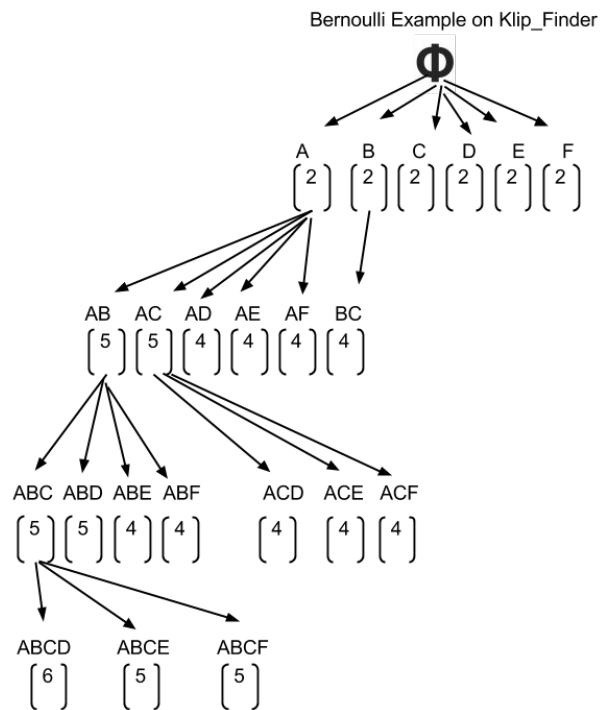 Bernoulli Example on Klip_Finder
Φ
A B C D E F
2 2 2 2 2 2
AB AC AD AE AF BC
5 5 4 4 4 4
ABC ABD ABE ABF ACD ACE ACF
5 5 4 4 4 4 4
ABCD ABCE ABCF
6 5 5